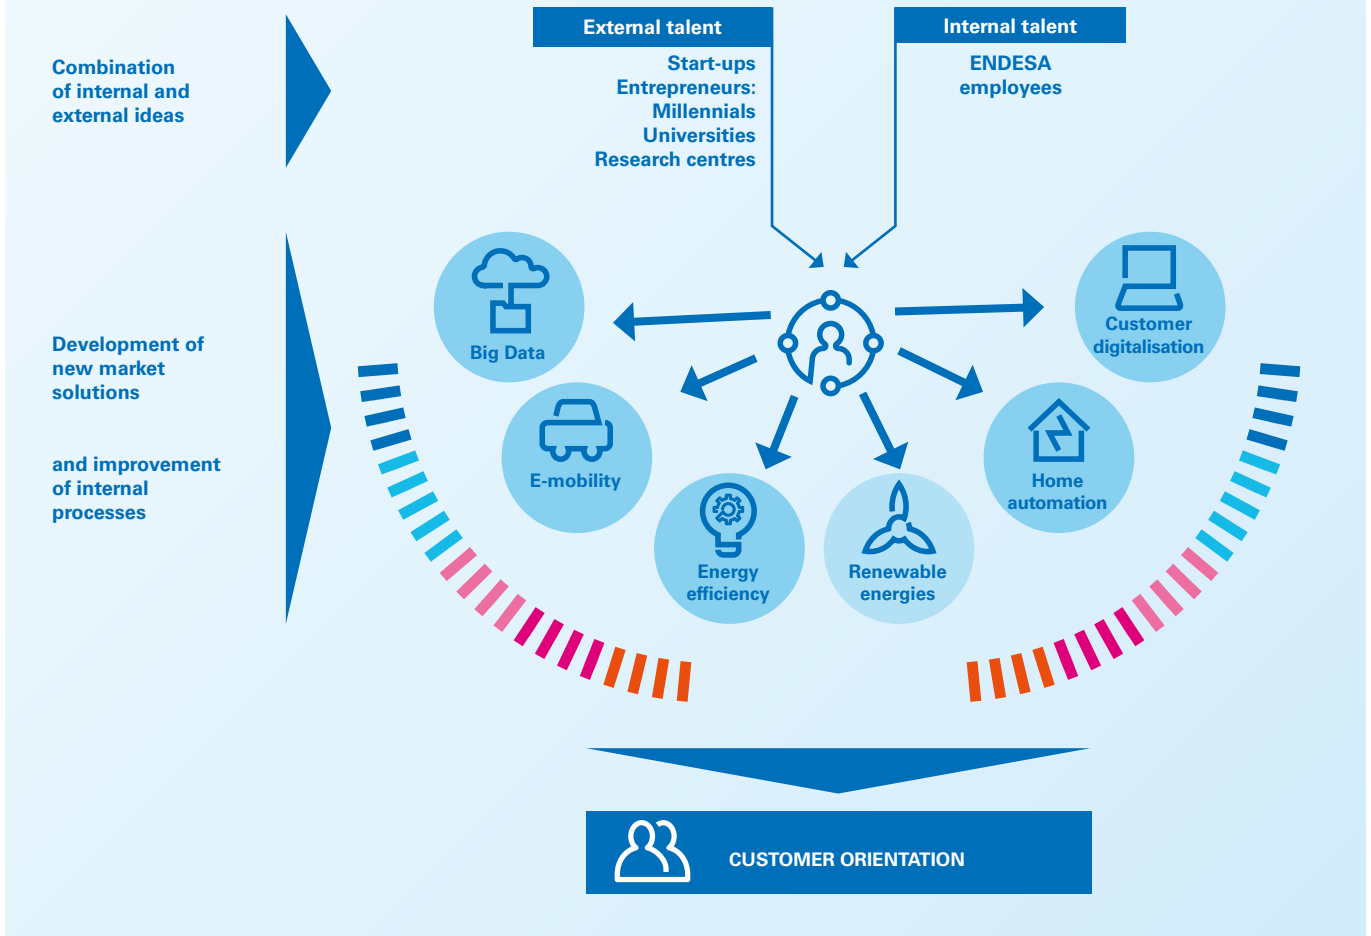 External talent
Internal talent
Combination
of internal and
external ideas
Start-ups
Entrepreneurs:
Millennials
Universities
Research centres
ENDESA
employees
Development of
new market
solutions
and improvement
of internal
processes
Big Data
Customer
digitalisation
E-mobility
Home
automation
Energy
efficiency
Renewable
energies
CUSTOMER ORIENTATION